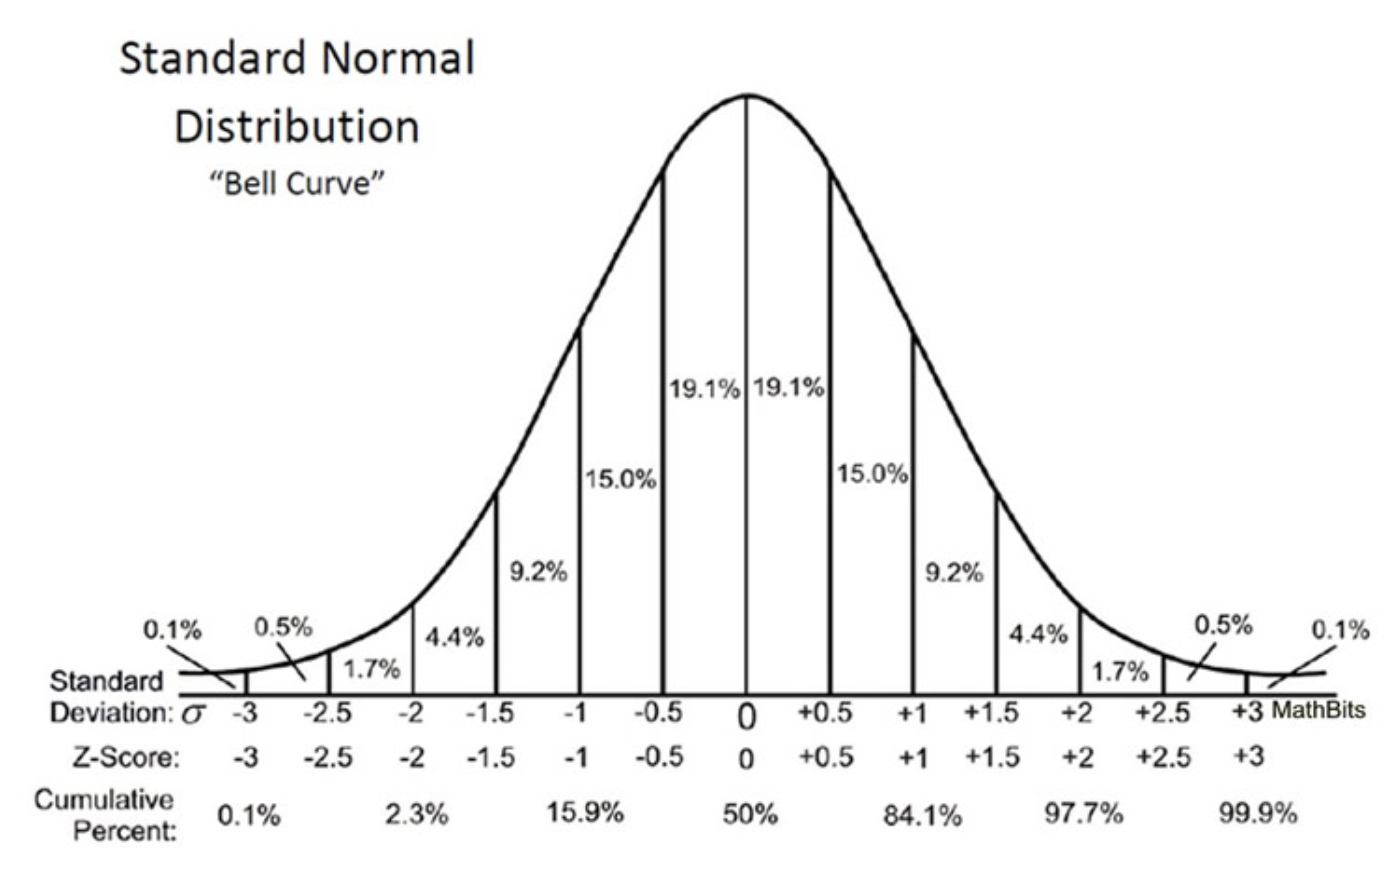 Standard Normal
Distribution
“Bell Curve”
19.1% 19.1%
15.0% 15.0%
9.2% 9.2%
0.1% 0.5% 4.4% 4.4% 0.5% 0.1%
1.7% 1.7%
Standard
Deviation: σ -3 -2.5 -2 -1.5 -1 -0.5 0 +0.5 +1 +1.5 +2 +2.5 +3 MathBits
Z-Score: -3 -2.5 -2 -1.5 -1 -0.5 0 +0.5 +1 +1.5 +2 +2.5 +3
Cumulative
Percent: 0.1% 2.3% 15.9% 50% 84.1% 97.7% 99.9%